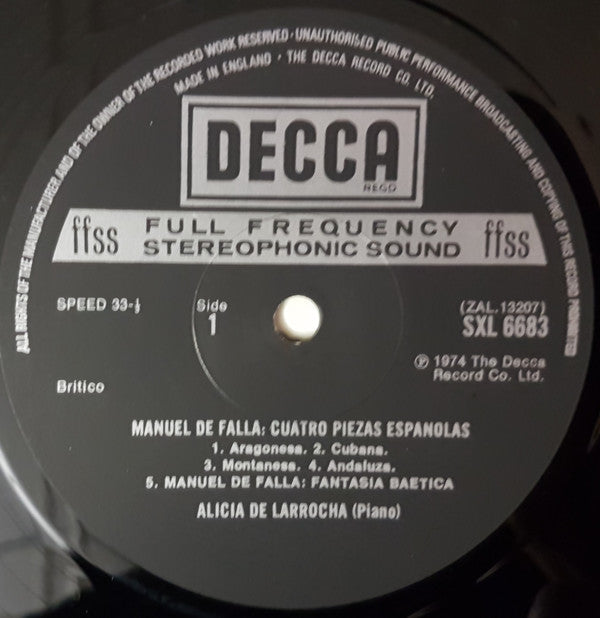 ALL RIGHTS OF THE MANUFACTURER AND OF THE OWNER OF THE RECORDED WORK RESERVED · UNAUTHORISED PUBLIC PERFORMANCE BROADCASTING AND COPYING OF THIS RECORD PROHIBITED
MADE IN ENGLAND · THE DECCA RECORD CO. LTD.
DECCA
REGD
ffss FULL FREQUENCY STEREOPHONIC SOUND ffss
SPEED 33-⅓
Side
1
(ZAL.13207)
SXL 6683
℗ 1974 The Decca
Record Co. Ltd.
Britico
MANUEL DE FALLA: CUATRO PIEZAS ESPANOLAS
1. Aragonesa. 2. Cubana.
3. Montanesa. 4. Andaluza.
5. MANUEL DE FALLA: FANTASIA BAETICA
ALICIA DE LARROCHA (Piano)